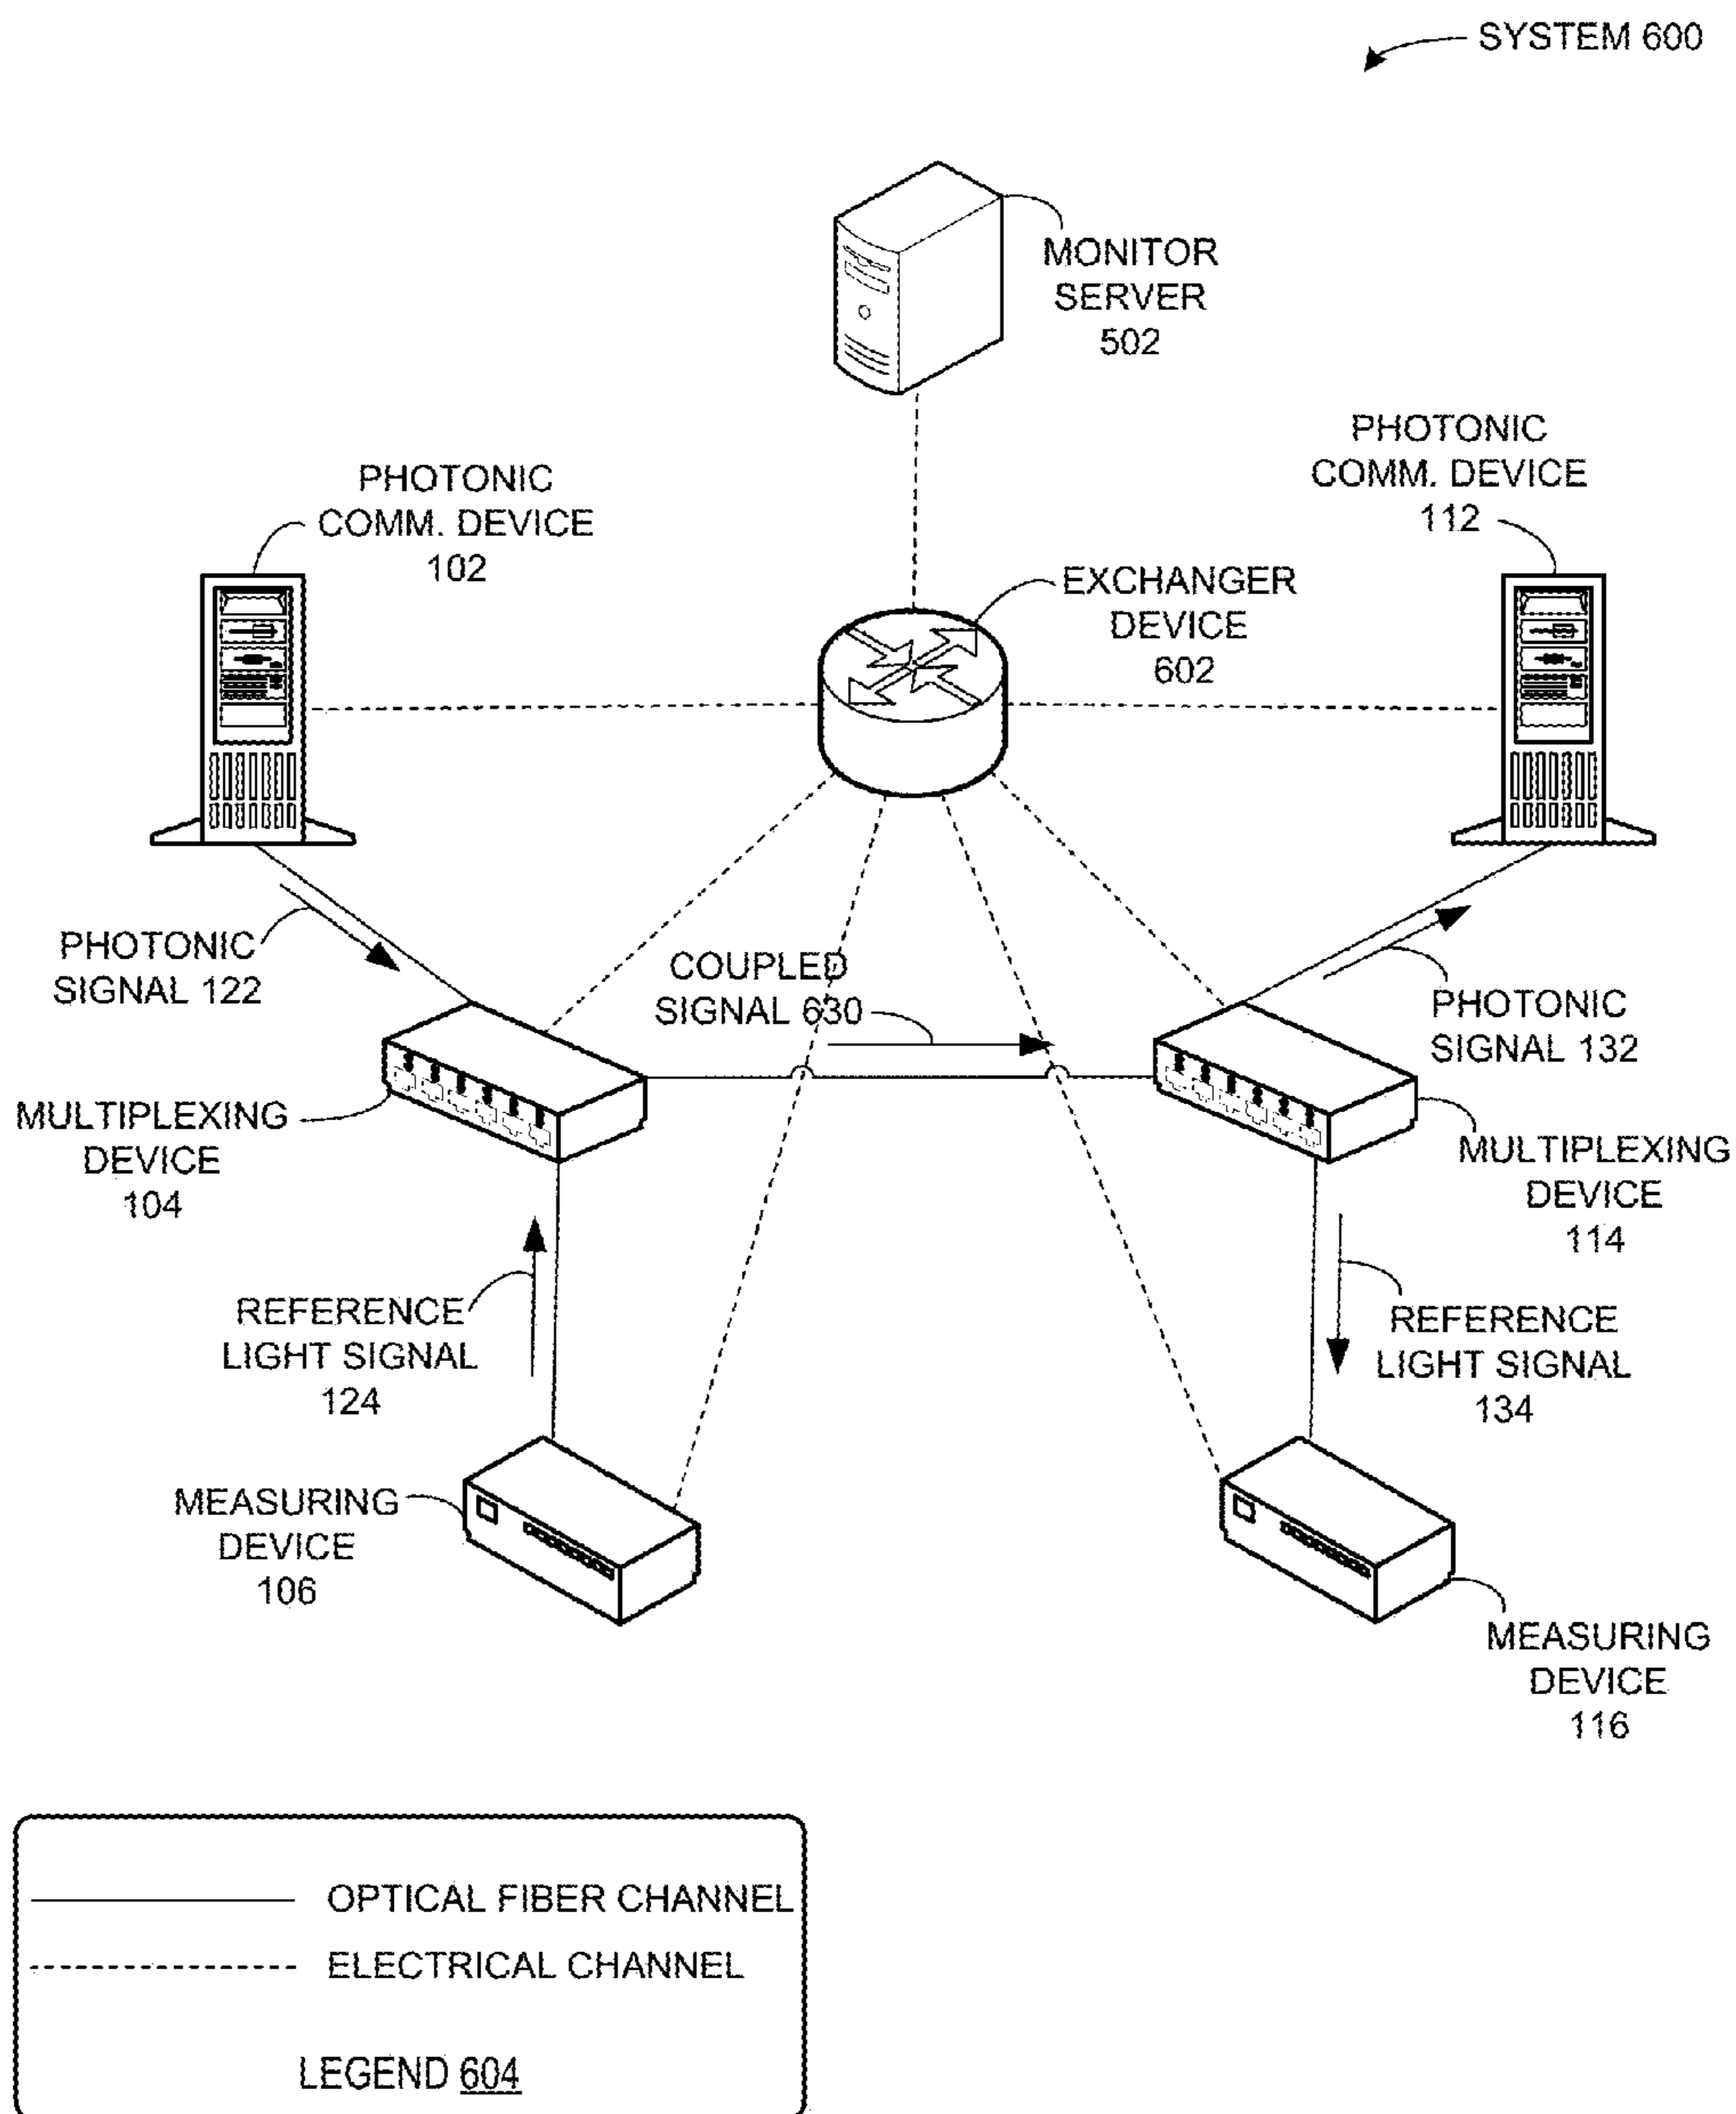 SYSTEM 600
MONITOR
SERVER
502
PHOTONIC
COMM. DEVICE
112
PHOTONIC
COMM. DEVICE
102
EXCHANGER
DEVICE
602
PHOTONIC
SIGNAL 122
COUPLED
SIGNAL 630
PHOTONIC
SIGNAL 132
MULTIPLEXING
DEVICE
104
MULTIPLEXING
DEVICE
114
REFERENCE
LIGHT SIGNAL
124
REFERENCE
LIGHT SIGNAL
134
MEASURING
DEVICE
106
MEASURING
DEVICE
116
OPTICAL FIBER CHANNEL
ELECTRICAL CHANNEL
LEGEND 604